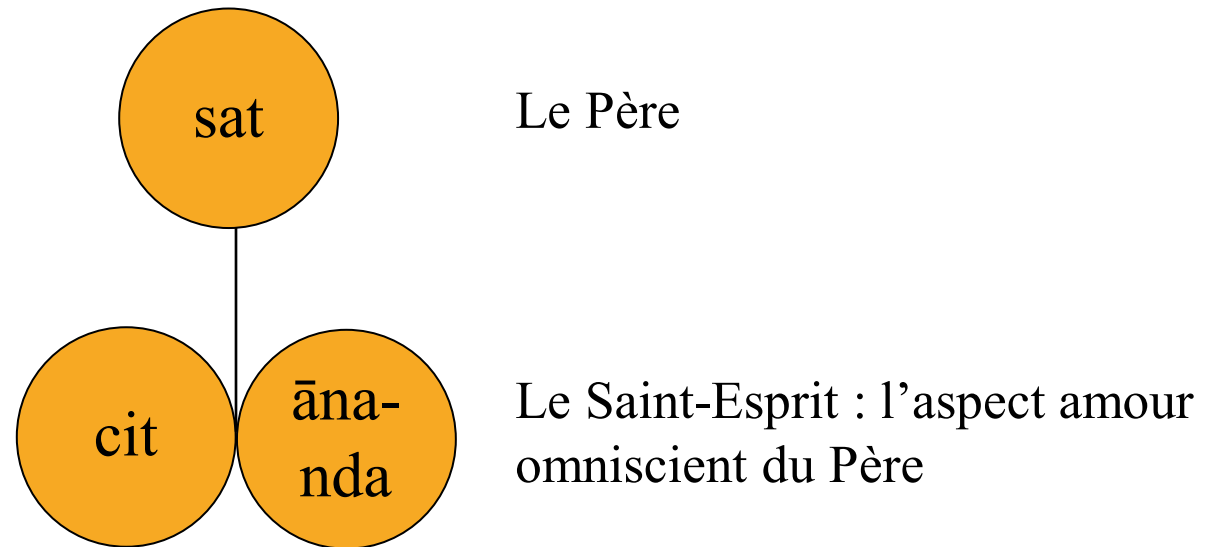 sat
Le Père
cit
āna-
nda
Le Saint-Esprit : l’aspect amour
omniscient du Père